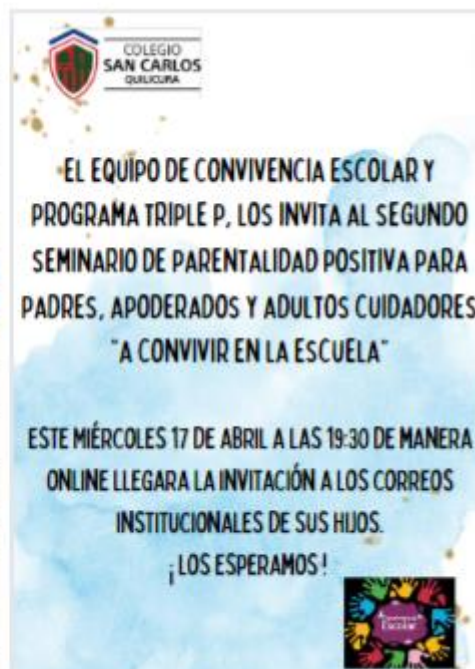 COLEGIO
SAN CARLOS
QUILICURA
EL EQUIPO DE CONVIVENCIA ESCOLAR Y
PROGRAMA TRIPLE P, LOS INVITA AL SEGUNDO
SEMINARIO DE PARENTALIDAD POSITIVA PARA
PADRES, APODERADOS Y ADULTOS CUIDADORES
"A CONVIVIR EN LA ESCUELA"
ESTE MIÉRCOLES 17 DE ABRIL A LAS 19:30 DE MANERA
ONLINE LLEGARA LA INVITACIÓN A LOS CORREOS
INSTITUCIONALES DE SUS HIJOS.
¡LOS ESPERAMOS!